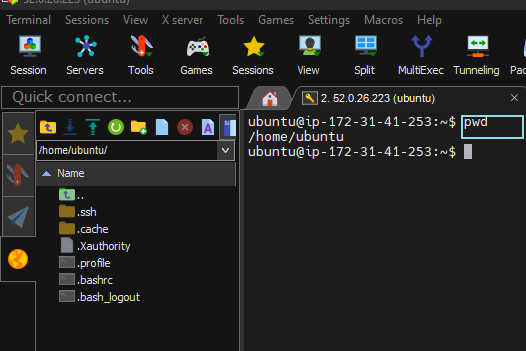 52.0.26.223 (ubuntu)
Terminal Sessions View X server Tools Games Settings Macros Help
Session Servers Tools Games Sessions View Split MultiExec Tunneling
Quick connect...
2. 52.0.26.223 (ubuntu)
/home/ubuntu/
Name
..
.ssh
.cache
.Xauthority
.profile
.bashrc
.bash_logout
ubuntu@ip-172-31-41-253:~$ pwd
/home/ubuntu
ubuntu@ip-172-31-41-253:~$